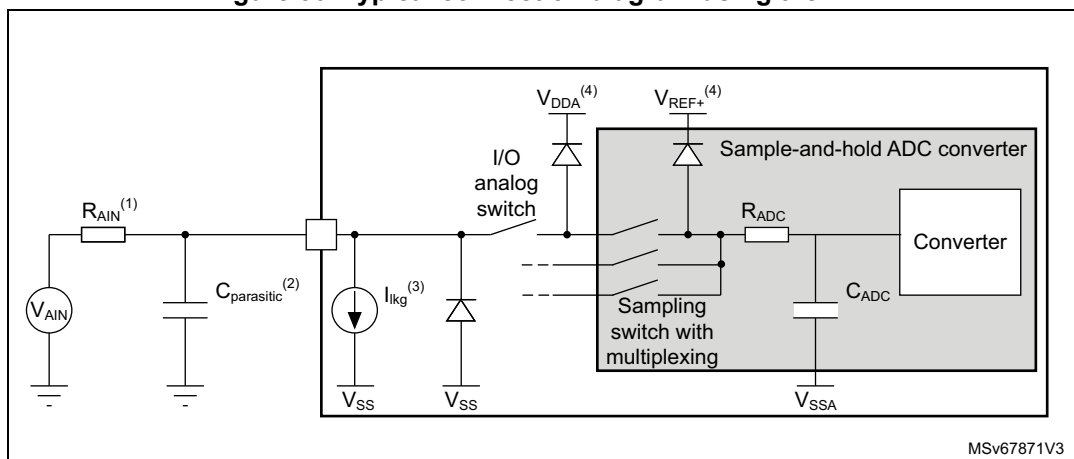 V_DDA^(4)
V_REF+^(4)
Sample-and-hold ADC converter
I/O
analog
switch
R_AIN^(1)
R_ADC
Converter
C_parasitic^(2)
I_lkg^(3)
C_ADC
V_AIN
Sampling
switch with
multiplexing
V_SS
V_SS
V_SSA
MSv67871V3